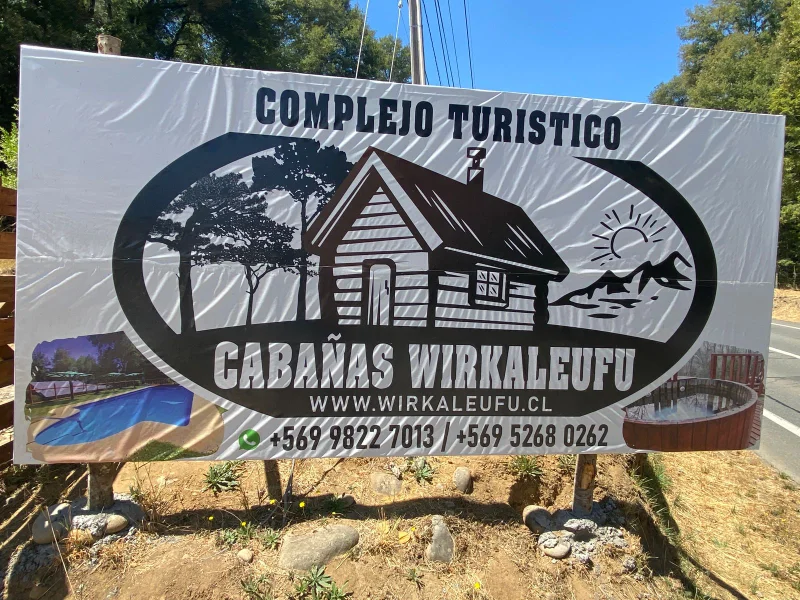 COMPLEJO TURISTICO
CABAÑAS WIRKALEUFU
WWW.WIRKALEUFU.CL
+569 9822 7013 / +569 5268 0262